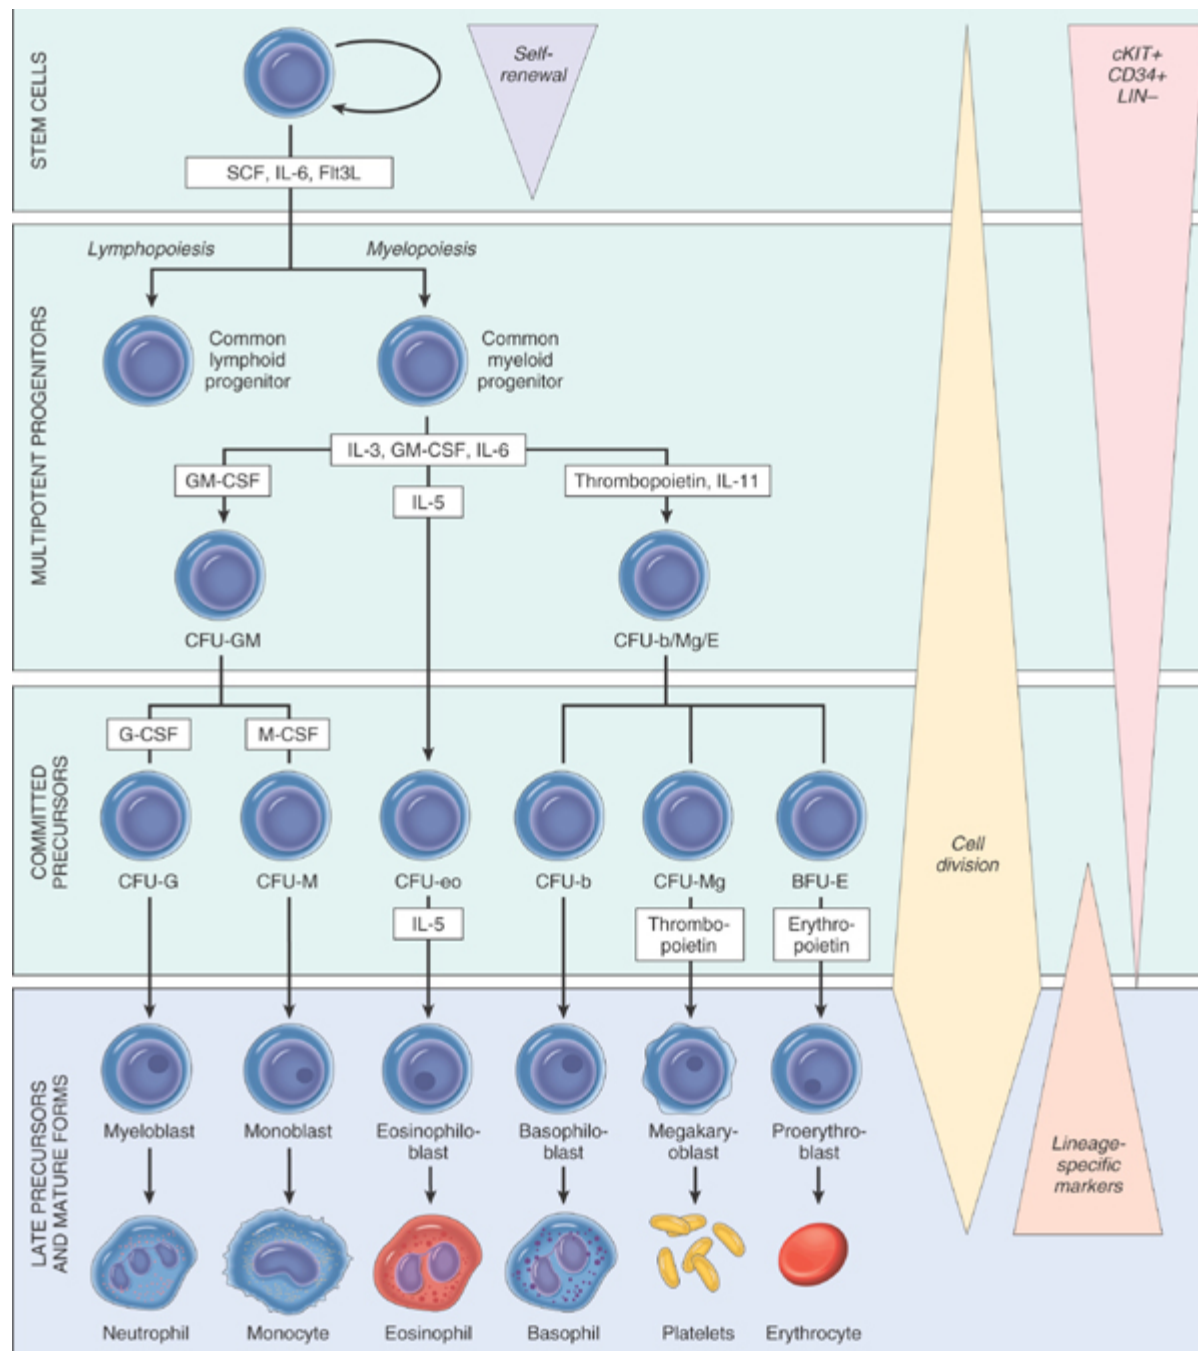 STEM CELLS
Self-
renewal
cKIT+
CD34+
LIN–
SCF, IL-6, Flt3L
MULTIPOTENT PROGENITORS
Lymphopoiesis
Myelopoiesis
Common
lymphoid
progenitor
Common
myeloid
progenitor
IL-3, GM-CSF, IL-6
GM-CSF
IL-5
Thrombopoietin, IL-11
CFU-GM
CFU-b/Mg/E
COMMITTED
PRECURSORS
G-CSF
M-CSF
CFU-G
CFU-M
CFU-eo
CFU-b
CFU-Mg
BFU-E
IL-5
Thrombo-
poietin
Erythro-
poietin
Cell
division
LATE PRECURSORS
AND MATURE FORMS
Myeloblast
Monoblast
Eosinophilo-
blast
Basophilo-
blast
Megakary-
oblast
Proerythro-
blast
Lineage-
specific
markers
Neutrophil
Monocyte
Eosinophil
Basophil
Platelets
Erythrocyte